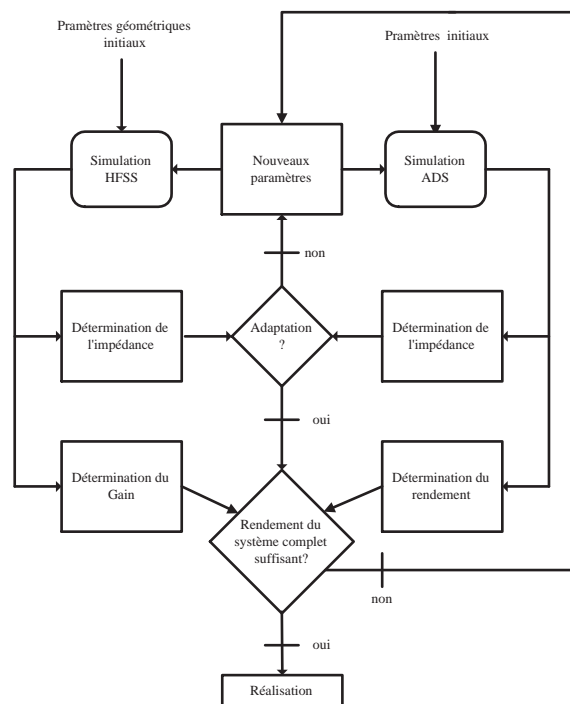 Pramètres géométriques
initiaux
Pramètres initiaux
Simulation
HFSS
Nouveaux
paramètres
Simulation
ADS
non
Détermination de
l'impédance
Adaptation
?
Détermination de
l'impédance
oui
Détermination du
Gain
Rendement du
système complet
suffisant?
Détermination du
rendement
non
oui
Réalisation